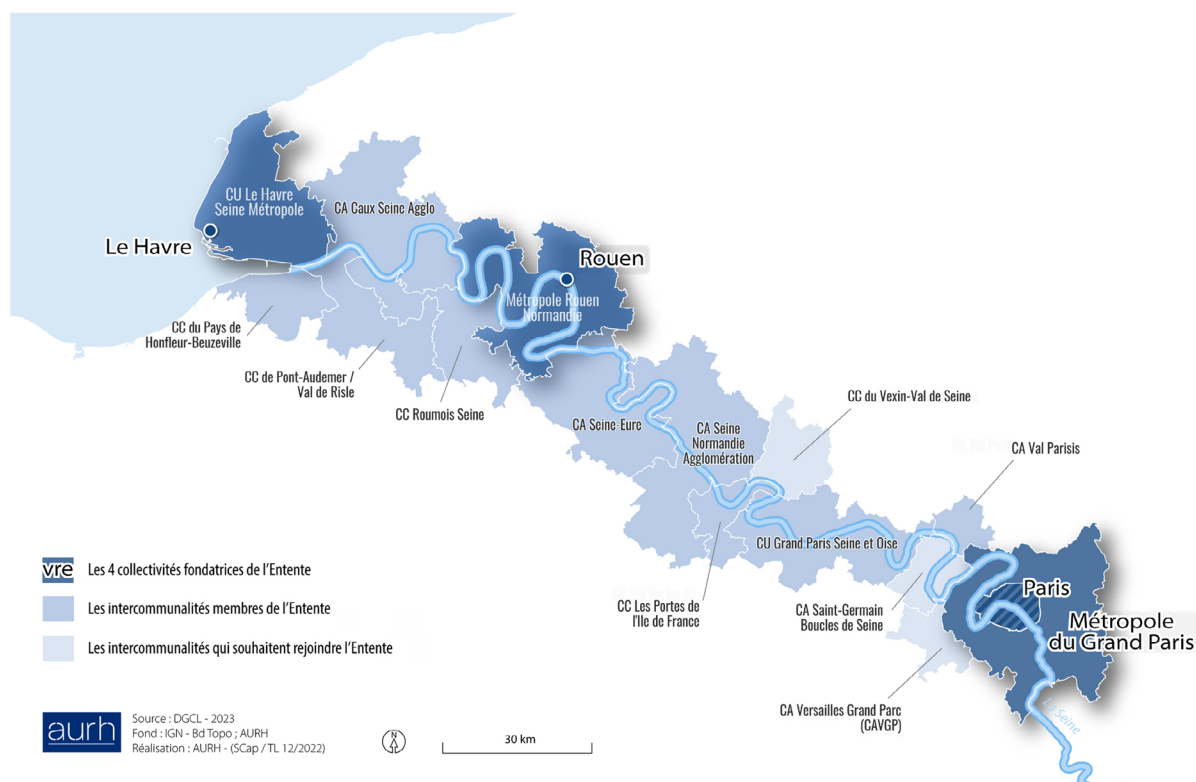 CU Le Havre
Seine Métropole
CA Caux Seine Agglo
Le Havre
Rouen
Métropole Rouen
Normandie
CC du Pays de
Honfleur-Beuzeville
CC de Pont-Audemer /
Val de Risle
CC Roumois Seine
CA Seine-Eure
CA Seine
Normandie
Agglomération
CC du Vexin-Val de Seine
CA Val Parisis
CU Grand Paris Seine et Oise
CC Les Portes de
l'Ile de France
CA Saint-Germain
Boucles de Seine
Paris
Métropole
du Grand Paris
CA Versailles Grand Parc
(CAVGP)
La Seine
vre Les 4 collectivités fondatrices de l'Entente
Les intercommunalités membres de l'Entente
Les intercommunalités qui souhaitent rejoindre l'Entente
aurh
Source : DGCL - 2023
Fond : IGN - Bd Topo ; AURH
Réalisation : AURH - (SCap / TL 12/2022)
N
30 km